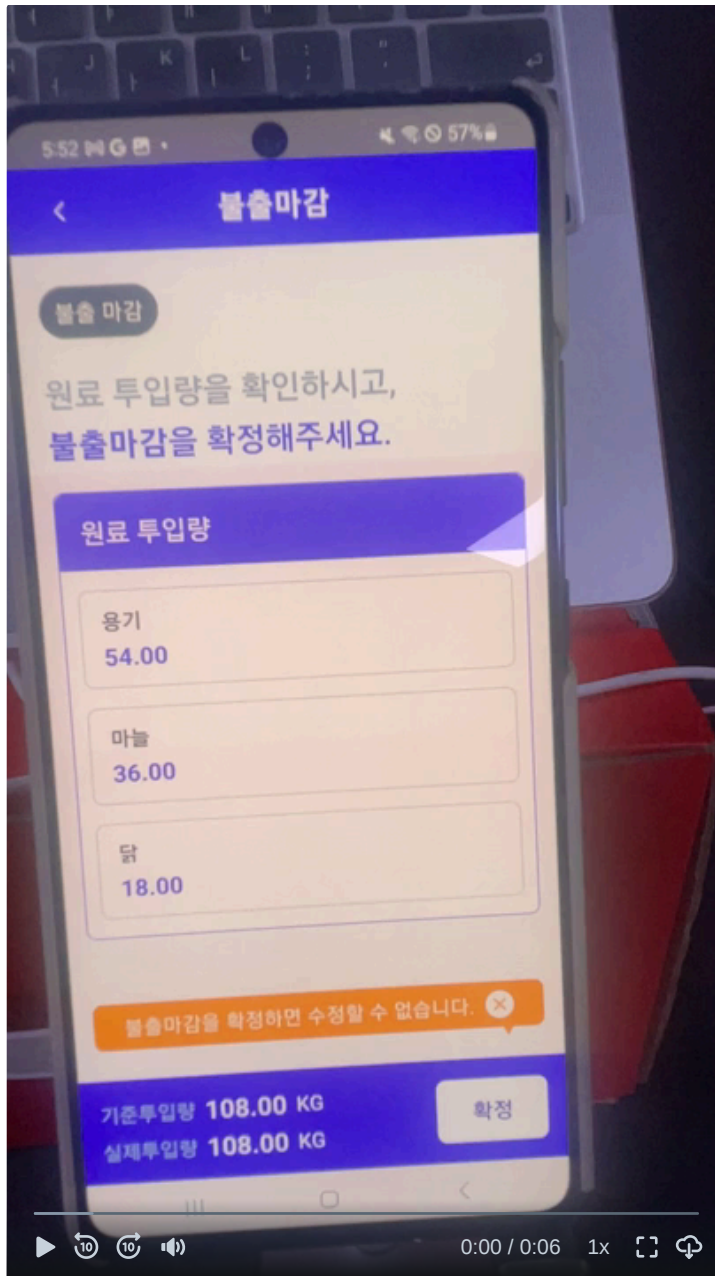 J
K
L
ㅓ
ㅏ
ㅣ
:
;
"
'
5:52
G
57%
불출마감
불출 마감
원료 투입량을 확인하시고,
불출마감을 확정해주세요.
원료 투입량
용기
54.00
마늘
36.00
닭
18.00
불출마감을 확정하면 수정할 수 없습니다.
기준투입량 108.00 KG
확정
실제투입량 108.00 KG
10
10
0:00 / 0:06
1x